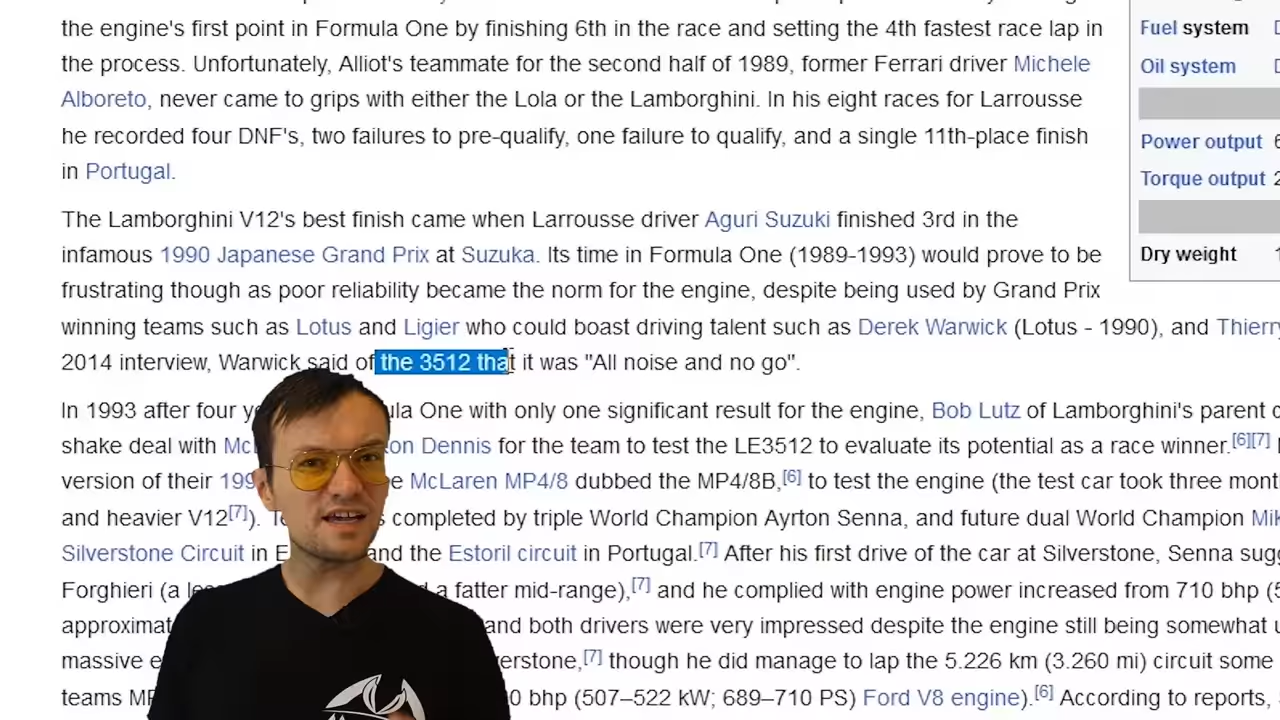 the engine's first point in Formula One by finishing 6th in the race and setting the 4th fastest race lap in
the process. Unfortunately, Alliot's teammate for the second half of 1989, former Ferrari driver Michele
Alboreto, never came to grips with either the Lola or the Lamborghini. In his eight races for Larrousse
he recorded four DNF's, two failures to pre-qualify, one failure to qualify, and a single 11th-place finish
in Portugal.
The Lamborghini V12's best finish came when Larrousse driver Aguri Suzuki finished 3rd in the
infamous 1990 Japanese Grand Prix at Suzuka. Its time in Formula One (1989-1993) would prove to be
frustrating though as poor reliability became the norm for the engine, despite being used by Grand Prix
winning teams such as Lotus and Ligier who could boast driving talent such as Derek Warwick (Lotus - 1990), and Thierry
2014 interview, Warwick said of the 3512 that it was "All noise and no go".
In 1993 after four One with only one significant result for the engine, Bob Lutz of Lamborghini's parent
shake deal with Dennis for the team to test the LE3512 to evaluate its potential as a race winner.[6][7]
version of their McLaren MP4/8 dubbed the MP4/8B,[6] to test the engine (the test car took three
and heavier V12[7]). completed by triple World Champion Ayrton Senna, and future dual World Champion
Silverstone Circuit in and the Estoril circuit in Portugal.[7] After his first drive of the car at Silverstone, Senna
Forghieri (a a fatter mid-range),[7] and he complied with engine power increased from 710 bhp
and both drivers were very impressed despite the engine still being somewhat
massive though he did manage to lap the 5.226 km (3.260 mi) circuit some
teams bhp (507–522 kW; 689–710 PS) Ford V8 engine).[6] According to reports,
Fuel system
Oil system
Power output
Torque output
Dry weight